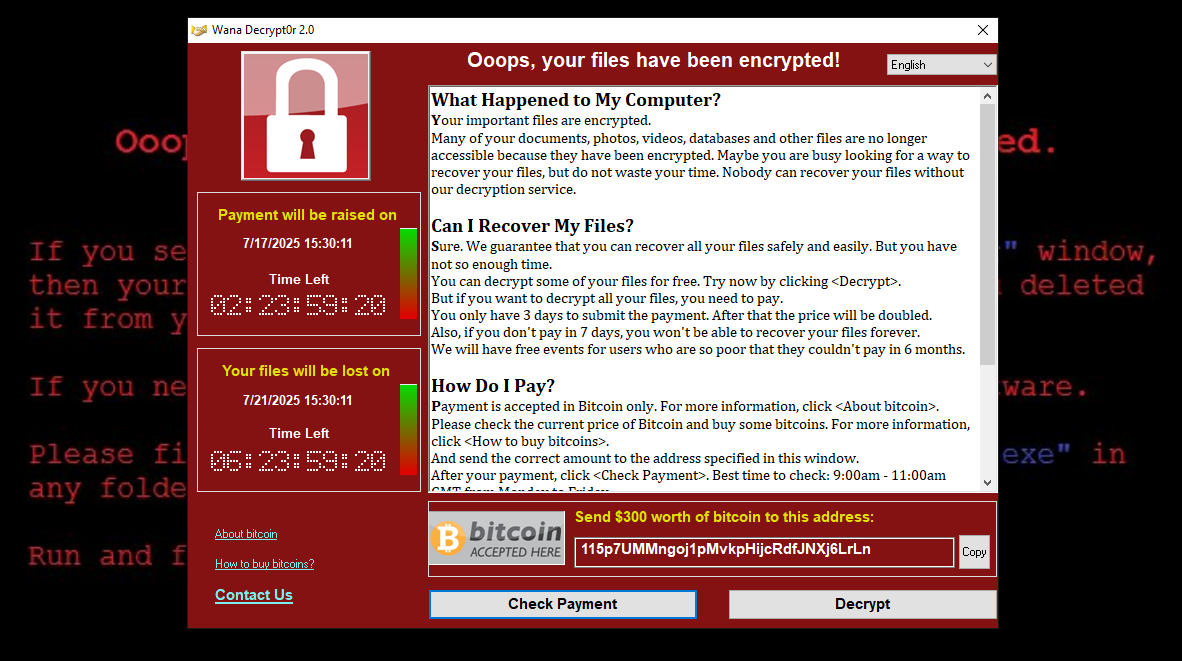 Wana Decrypt0r 2.0
Ooops, your files have been encrypted!
English
Payment will be raised on
7/17/2025 15:30:11
Time Left
02:23:59:20
Your files will be lost on
7/21/2025 15:30:11
Time Left
06:23:59:20
About bitcoin
How to buy bitcoins?
Contact Us
What Happened to My Computer?
Your important files are encrypted.
Many of your documents, photos, videos, databases and other files are no longer
accessible because they have been encrypted. Maybe you are busy looking for a way to
recover your files, but do not waste your time. Nobody can recover your files without
our decryption service.
Can I Recover My Files?
Sure. We guarantee that you can recover all your files safely and easily. But you have
not so enough time.
You can decrypt some of your files for free. Try now by clicking <Decrypt>.
But if you want to decrypt all your files, you need to pay.
You only have 3 days to submit the payment. After that the price will be doubled.
Also, if you don't pay in 7 days, you won't be able to recover your files forever.
We will have free events for users who are so poor that they couldn't pay in 6 months.
How Do I Pay?
Payment is accepted in Bitcoin only. For more information, click <About bitcoin>.
Please check the current price of Bitcoin and buy some bitcoins. For more information,
click <How to buy bitcoins>.
And send the correct amount to the address specified in this window.
After your payment, click <Check Payment>. Best time to check: 9:00am - 11:00am
GMT from Monday to Friday.
bitcoin
ACCEPTED HERE
Send $300 worth of bitcoin to this address:
115p7UMMngoj1pMvkpHijcRdfJNXj6LrLn
Copy
Check Payment
Decrypt
Ooo
ed.
If you se
" window,
then your
deleted
it from y
If you ne
tware.
Please fi
exe" in
any folde
Run and f